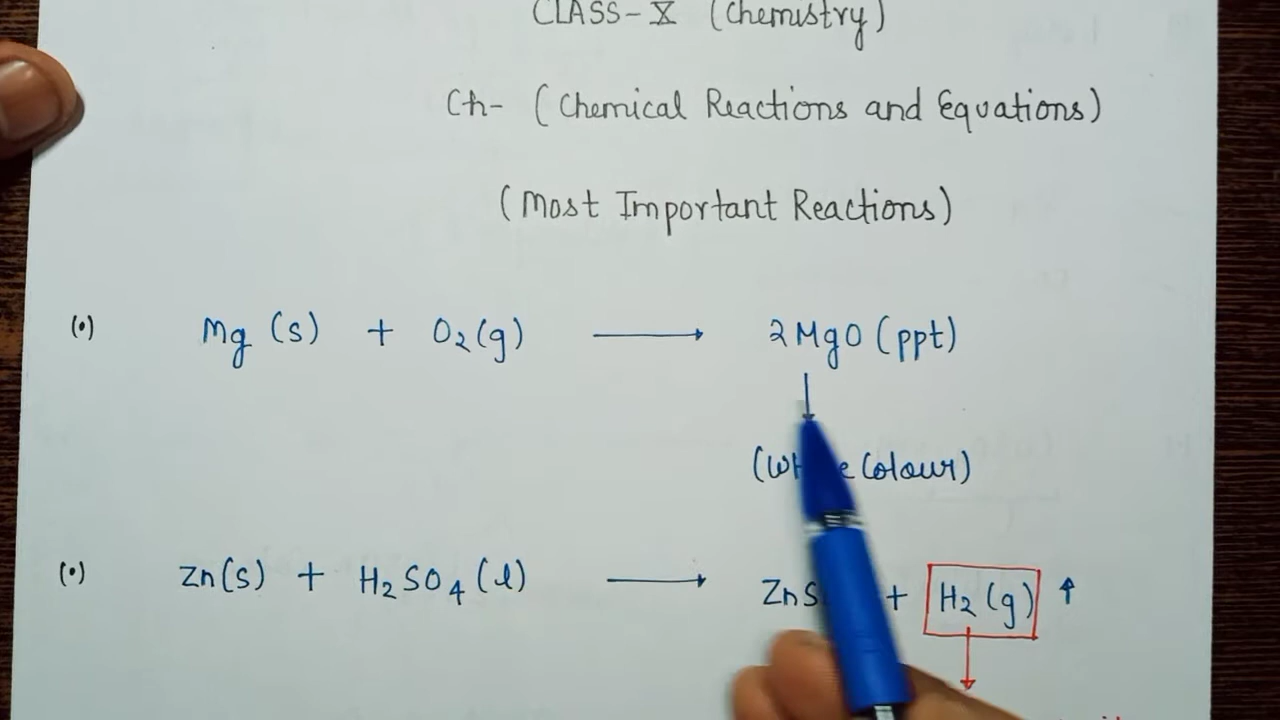 CLASS-X (Chemistry)
Ch- (Chemical Reactions and Equations)
(Most Important Reactions)
(•) Mg (s) + O2(g) → 2MgO (ppt)
Colour)
(•) Zn(s) + H2SO4(l) → + H2(g) ↑